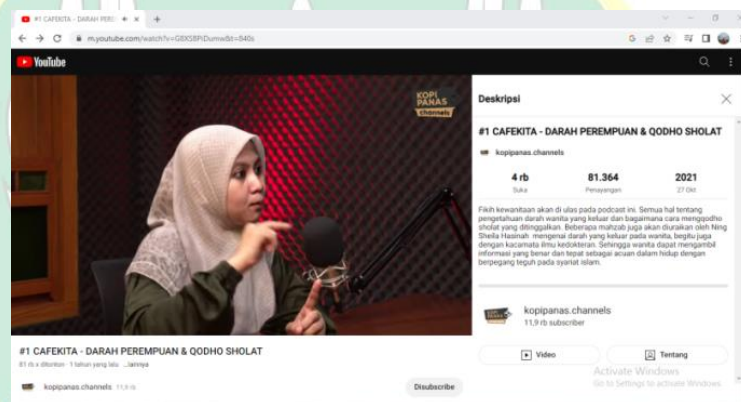 #1 CAFEKITA - DARAH PERE
m.youtube.com/watch?v=G8XS8PiDumw&t=840s
YouTube
KOPI
PANAS
channels
Deskripsi
#1 CAFEKITA - DARAH PEREMPUAN & QODHO SHOLAT
kopipanas.channels
4 rb 81.364 2021
Suka Penayangan 27 Okt
Fikih kewanitaan akan di ulas pada podcast ini. Semua hal tentang
pengetahuan darah wanita yang keluar dan bagaimana cara mengqodho
sholat yang ditinggalkan. Beberapa mahzab juga akan diuraikan oleh Ning
Sheila Hasinah mengenai darah yang keluar pada wanita, begitu juga
dengan kacamata ilmu kedokteran. Sehingga wanita dapat mengambil
informasi yang benar dan tepat sebagai acuan dalam hidup dengan
berpegang teguh pada syariat islam.
kopipanas.channels
11,9 rb subscriber
Video Tentang
#1 CAFEKITA - DARAH PEREMPUAN & QODHO SHOLAT
81 rb x ditonton · 1 tahun yang lalu ...lainnya
kopipanas.channels 11,9 rb
Disubscribe
Activate Windows
Go to Settings to activate Windows.